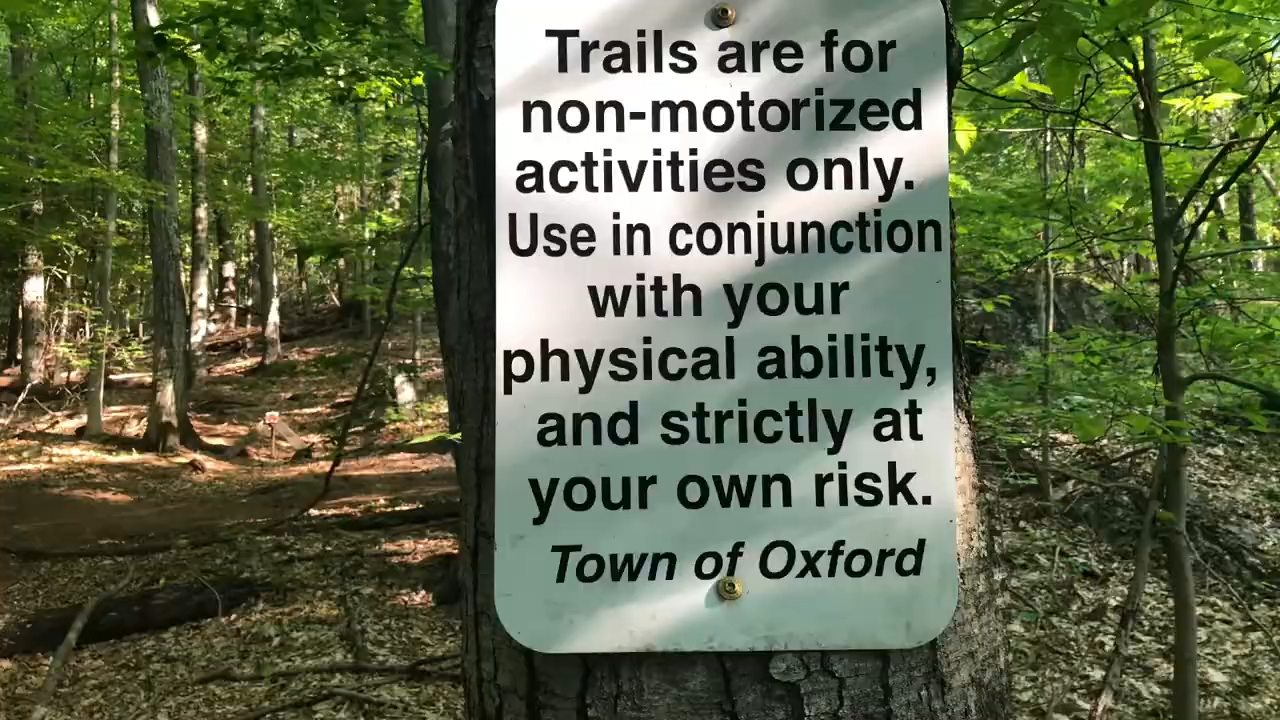 Trails are for
non-motorized
activities only.
Use in conjunction
with your
physical ability,
and strictly at
your own risk.
Town of Oxford